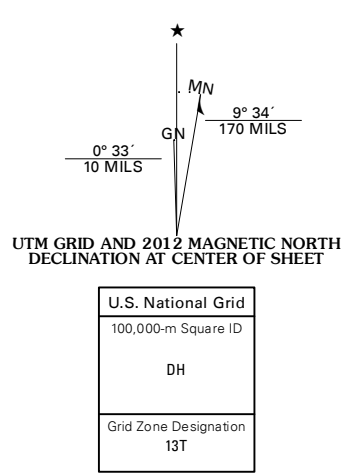 ★
MN
9° 34´
170 MILS
GN
0° 33´
10 MILS
UTM GRID AND 2012 MAGNETIC NORTH
DECLINATION AT CENTER OF SHEET
U.S. National Grid
100,000-m Square ID
DH
Grid Zone Designation
13T